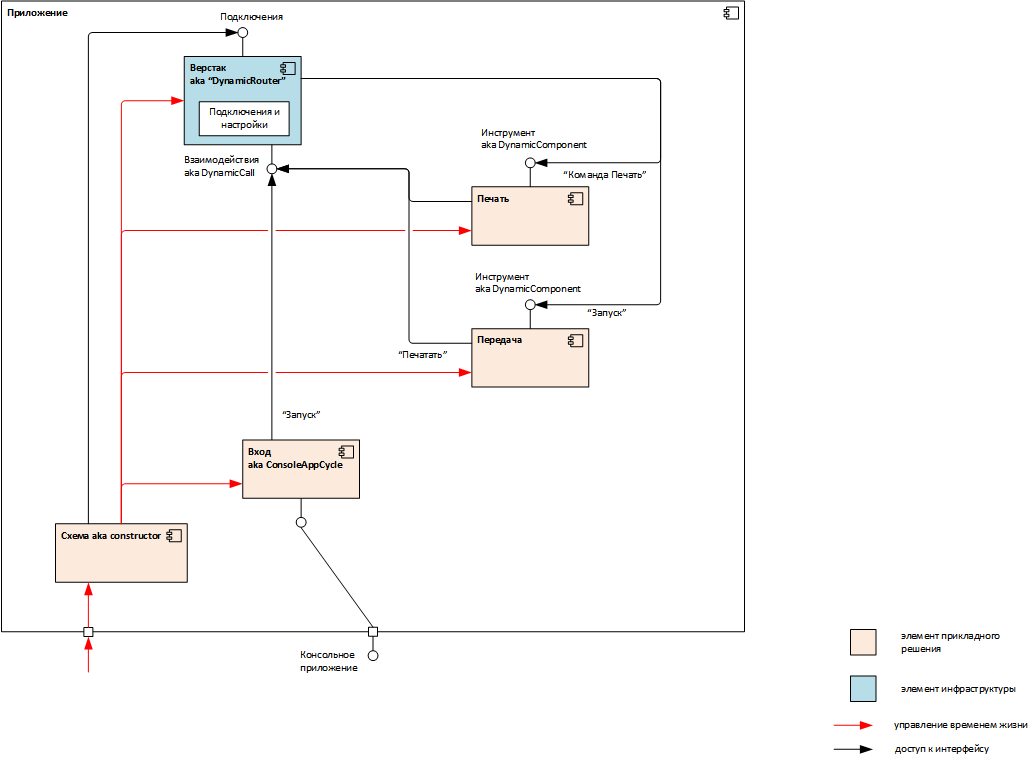 Приложение
Подключения
Верстак
aka “DynamicRouter”
Подключения и
настройки
Взаимодействия
aka DynamicCall
Инструмент
aka DynamicComponent
“Команда Печать”
Печать
Инструмент
aka DynamicComponent
“Запуск”
Передача
“Печатать”
“Запуск”
Вход
aka ConsoleAppCycle
Схема aka constructor
Консольное
приложение
элемент прикладного
решения
элемент инфраструктуры
управление временем жизни
доступ к интерфейсу